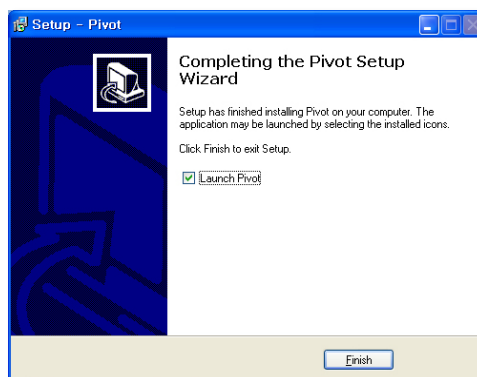 Setup - Pivot
Completing the Pivot Setup
Wizard
Setup has finished installing Pivot on your computer. The
application may be launched by selecting the installed icons.
Click Finish to exit Setup.
Launch Pivot
Finish